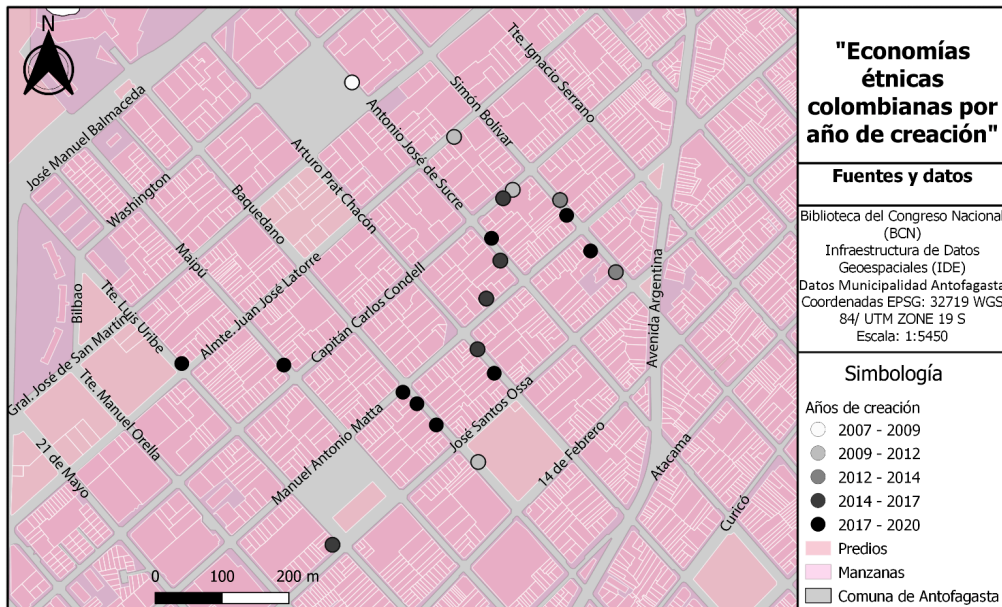 N
José Manuel Balmaceda
Washington
Maipú
Baquedano
Arturo Prat Chacón
Antonio José de Sucre
Simón Bolívar
Tte. Ignacio Serrano
Bilbao
Tte. Luis Uribe
Almte. Juan José Latorre
Capitán Carlos Condell
Avenida Argentina
Gral. José de San Martín
Tte. Manuel Orella
21 de Mayo
Manuel Antonio Matta
José Santos Ossa
14 de Febrero
Atacama
Curicó
0 100 200 m
"Economías
étnicas
colombianas por
año de creación"
Fuentes y datos
Biblioteca del Congreso Nacional
(BCN)
Infraestructura de Datos
Geoespaciales (IDE)
Datos Municipalidad Antofagasta
Coordenadas EPSG: 32719 WGS
84/ UTM ZONE 19 S
Escala: 1:5450
Simbología
Años de creación
2007 - 2009
2009 - 2012
2012 - 2014
2014 - 2017
2017 - 2020
Predios
Manzanas
Comuna de Antofagasta